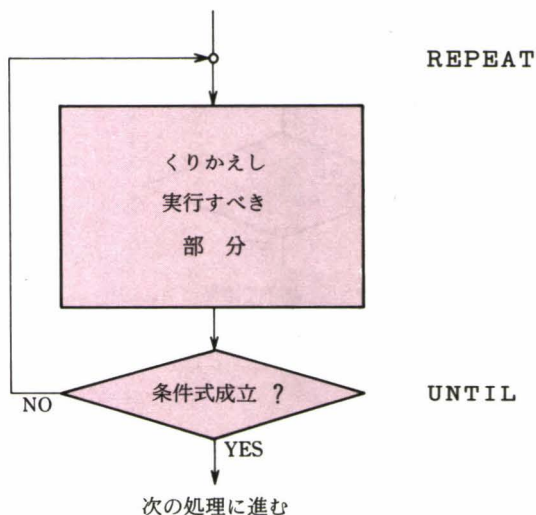 REPEAT
くりかえし
実行すべき
部 分
条件式成立 ?
UNTIL
NO
YES
次の処理に進む